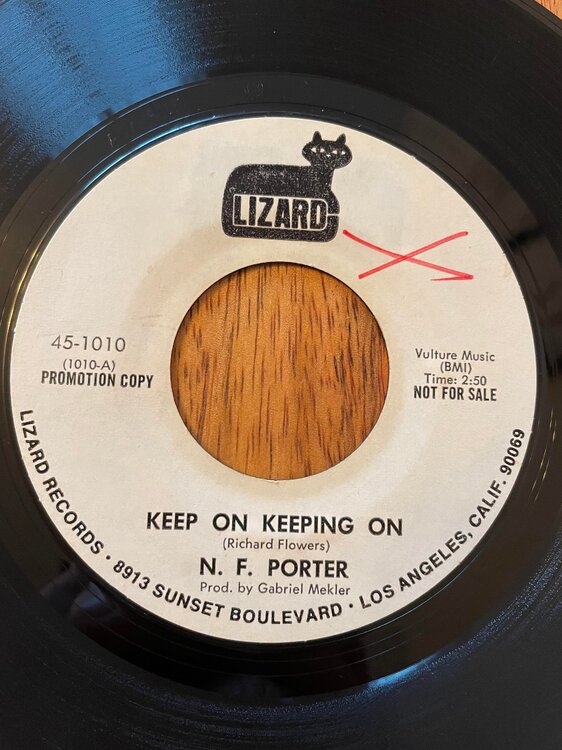 LIZARD
45-1010
(1010-A)
PROMOTION COPY
Vulture Music
(BMI)
Time: 2:50
NOT FOR SALE
KEEP ON KEEPING ON
(Richard Flowers)
N. F. PORTER
Prod. by Gabriel Mekler
LIZARD RECORDS • 8913 SUNSET BOULEVARD • LOS ANGELES, CALIF. 90069